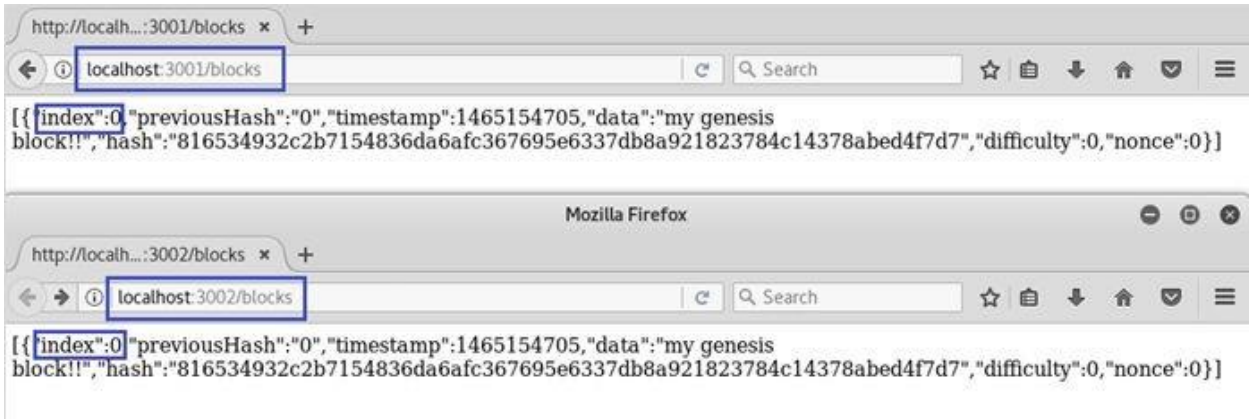 http://localh...:3001/blocks × +
localhost:3001/blocks
Search
[{"index":0,"previousHash":"0","timestamp":1465154705,"data":"my genesis
block!!","hash":"816534932c2b7154836da6afc367695e6337db8a921823784c14378abed4f7d7","difficulty":0,"nonce":0}]
Mozilla Firefox
http://localh...:3002/blocks × +
localhost:3002/blocks
Search
[{"index":0,"previousHash":"0","timestamp":1465154705,"data":"my genesis
block!!","hash":"816534932c2b7154836da6afc367695e6337db8a921823784c14378abed4f7d7","difficulty":0,"nonce":0}]